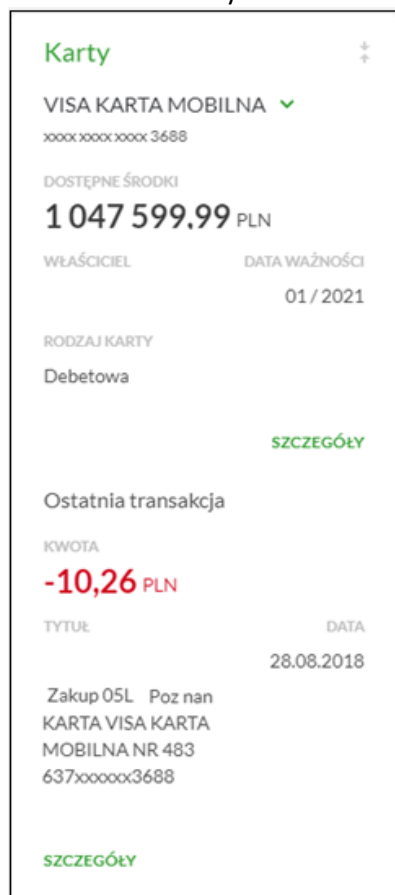 Karty
VISA KARTA MOBILNA
xxxx xxxx xxxx 3688
DOSTĘPNE ŚRODKI
1 047 599,99 PLN
WŁAŚCICIEL DATA WAŻNOŚCI
01 / 2021
RODZAJ KARTY
Debetowa
SZCZEGÓŁY
Ostatnia transakcja
KWOTA
-10,26 PLN
TYTUŁ DATA
28.08.2018
Zakup 05L Poz nan
KARTA VISA KARTA
MOBILNA NR 483
637xxxxxx3688
SZCZEGÓŁY